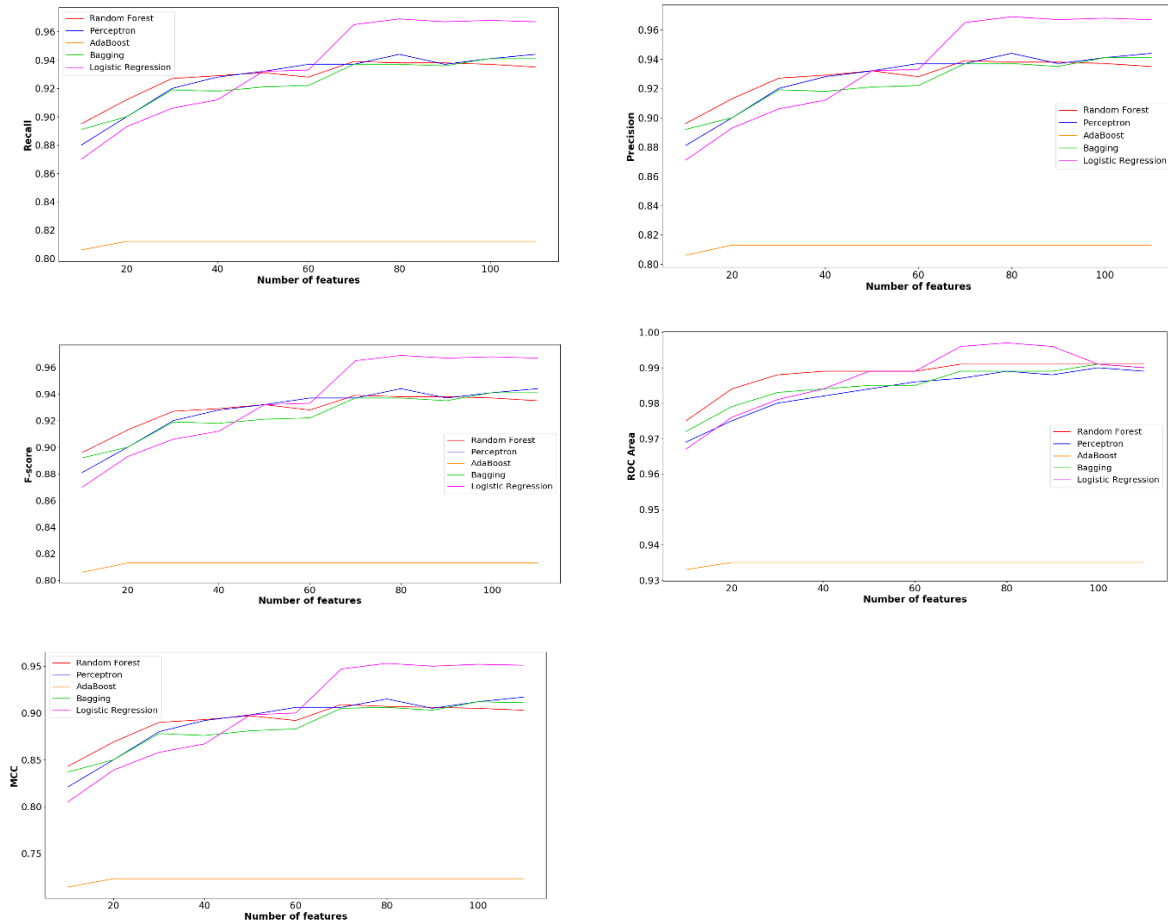 0.96
0.94
0.92
0.90
0.88
0.86
0.84
0.82
0.80
Recall
Random Forest
Perceptron
AdaBoost
Bagging
Logistic Regression
20 40 60 80 100
Number of features
0.96
0.94
0.92
0.90
0.88
0.86
0.84
0.82
0.80
Precision
Random Forest
Perceptron
AdaBoost
Bagging
Logistic Regression
20 40 60 80 100
Number of features
0.96
0.94
0.92
0.90
0.88
0.86
0.84
0.82
0.80
F-score
Random Forest
Perceptron
AdaBoost
Bagging
Logistic Regression
20 40 60 80 100
Number of features
1.00
0.99
0.98
0.97
0.96
0.95
0.94
0.93
ROC Area
Random Forest
Perceptron
AdaBoost
Bagging
Logistic Regression
20 40 60 80 100
Number of features
0.95
0.90
0.85
0.80
0.75
MCC
Random Forest
Perceptron
AdaBoost
Bagging
Logistic Regression
20 40 60 80 100
Number of features